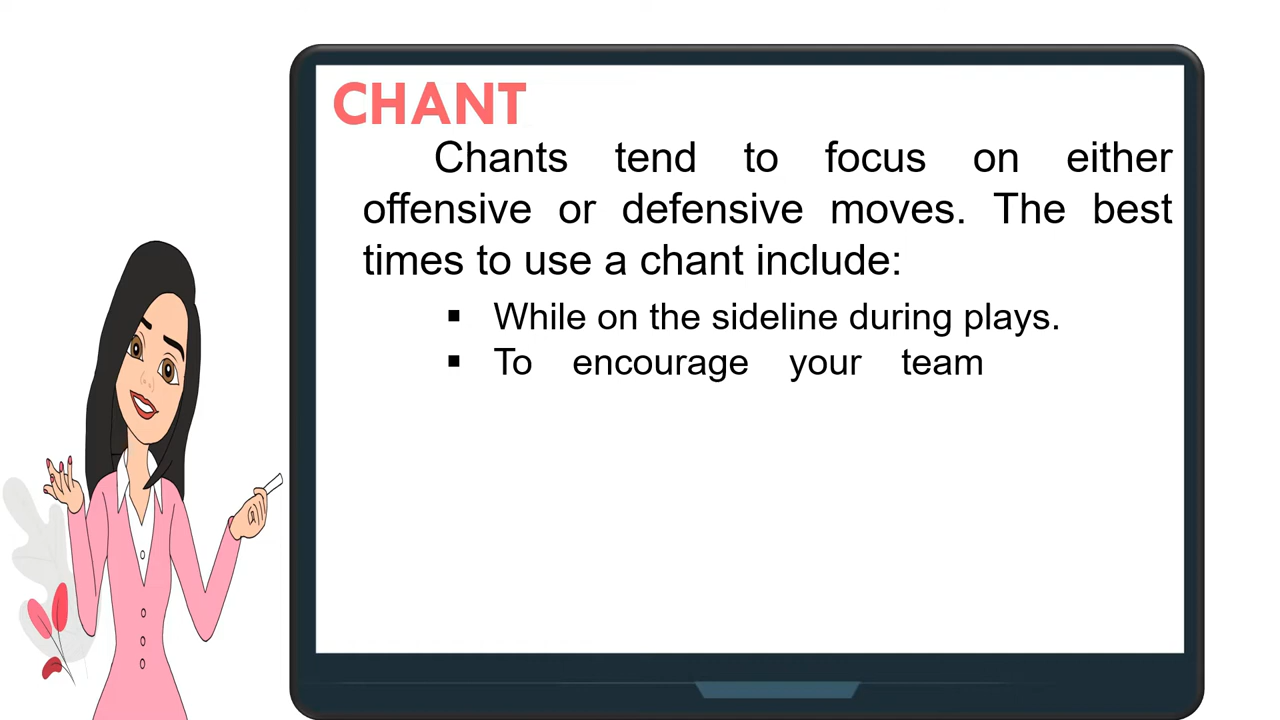 CHANT
Chants tend to focus on either
offensive or defensive moves. The best
times to use a chant include:
▪ While on the sideline during plays.
▪ To encourage your team